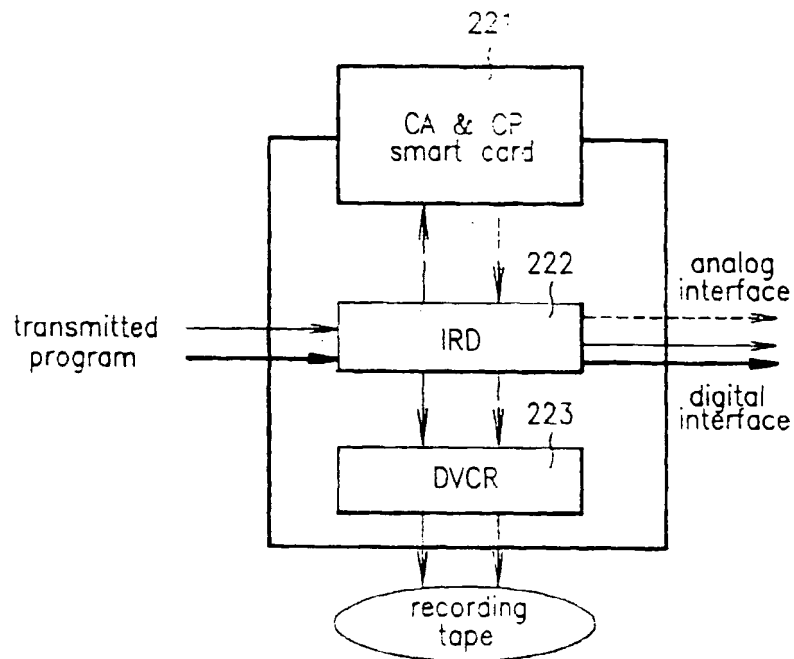 221
CA & CP
smart card
222
analog
interface
transmitted
program
IRD
digital
interface
223
DVCR
recording
tape